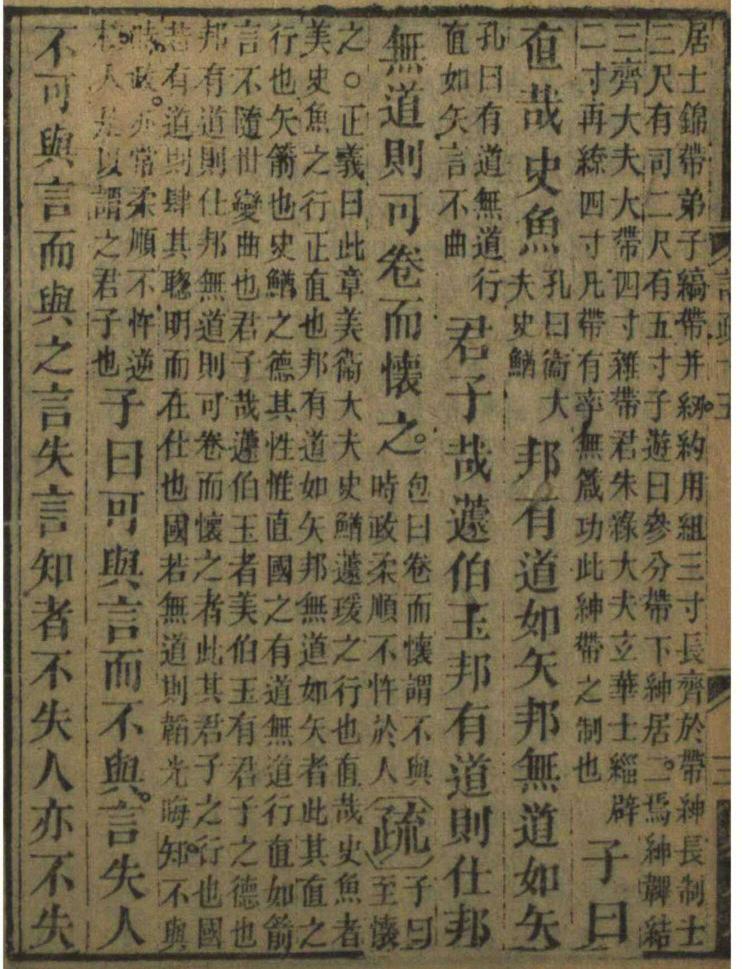 論疏十五
三
居士錦帶弟子縞帶并紐約用組三寸長齊於帶紳長制士
三尺有司二尺有五寸子遊曰參分帶下紳居二焉紳韠結
三齊大夫大帶四寸雜帶君朱綠大夫立華士緇辟
二寸再繚四寸凡帶有率無箴功此紳帶之制也
子曰
直哉史魚
孔曰衞大
夫史鰌
邦有道如矢邦無道如矢
孔曰有道無道行
直如矢言不曲
君子哉蘧伯玉邦有道則仕邦
無道則可卷而懷之
包曰卷而懷謂不與
時政柔順不忤於人
疏
子曰
至懷
之○正義曰此章美衞大夫史鰌蘧瑗之行也直哉史魚者
美史魚之行正直也邦有道如矢邦無道如矢者此其直之
行也矢箭也史鰌之德其性惟直國之有道無道行直如箭
言不隨世變曲也君子哉蘧伯玉者美伯玉有君子之德也
邦有道則仕邦無道則可卷而懷之者此其君子之行也國
若有道則肆其聰明而在仕也國若無道則韜光晦知不與
時政亦常柔順不忤逆
校人是以謂之君子也
子曰可與言而不與言失人
不可與言而與之言失言知者不失人亦不失